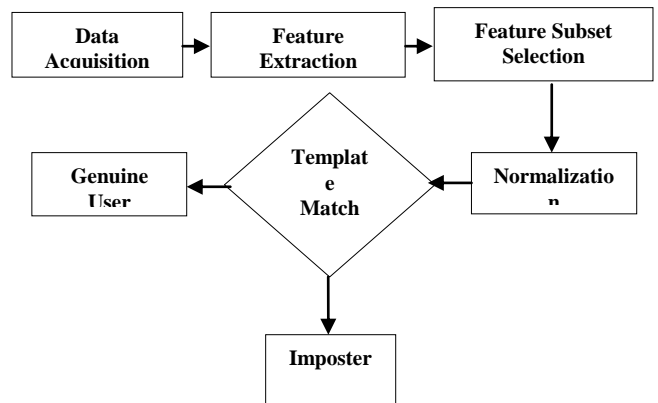 Data
Acquisition
Feature
Extraction
Feature Subset
Selection
Templat
e
Match
Genuine
User
Normalizatio
n
Imposter